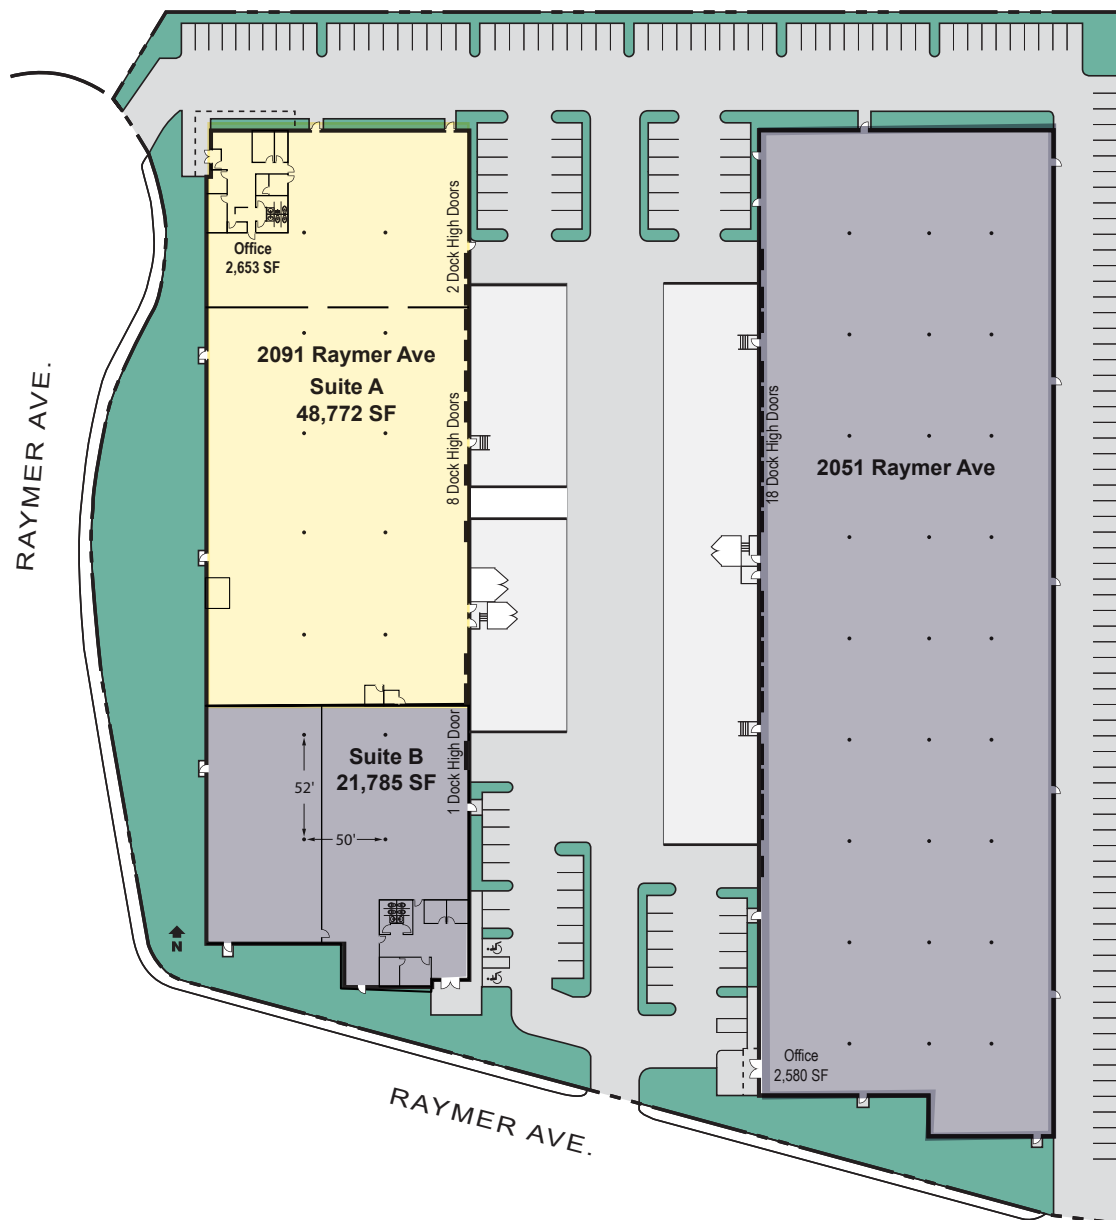 Office
2,653 SF
2 Dock High Doors
2091 Raymer Ave
Suite A
48,772 SF
8 Dock High Doors
RAYMER AVE.
2051 Raymer Ave
18 Dock High Doors
Suite B
21,785 SF
1 Dock High Door
52'
50'
N
Office
2,580 SF
RAYMER AVE.